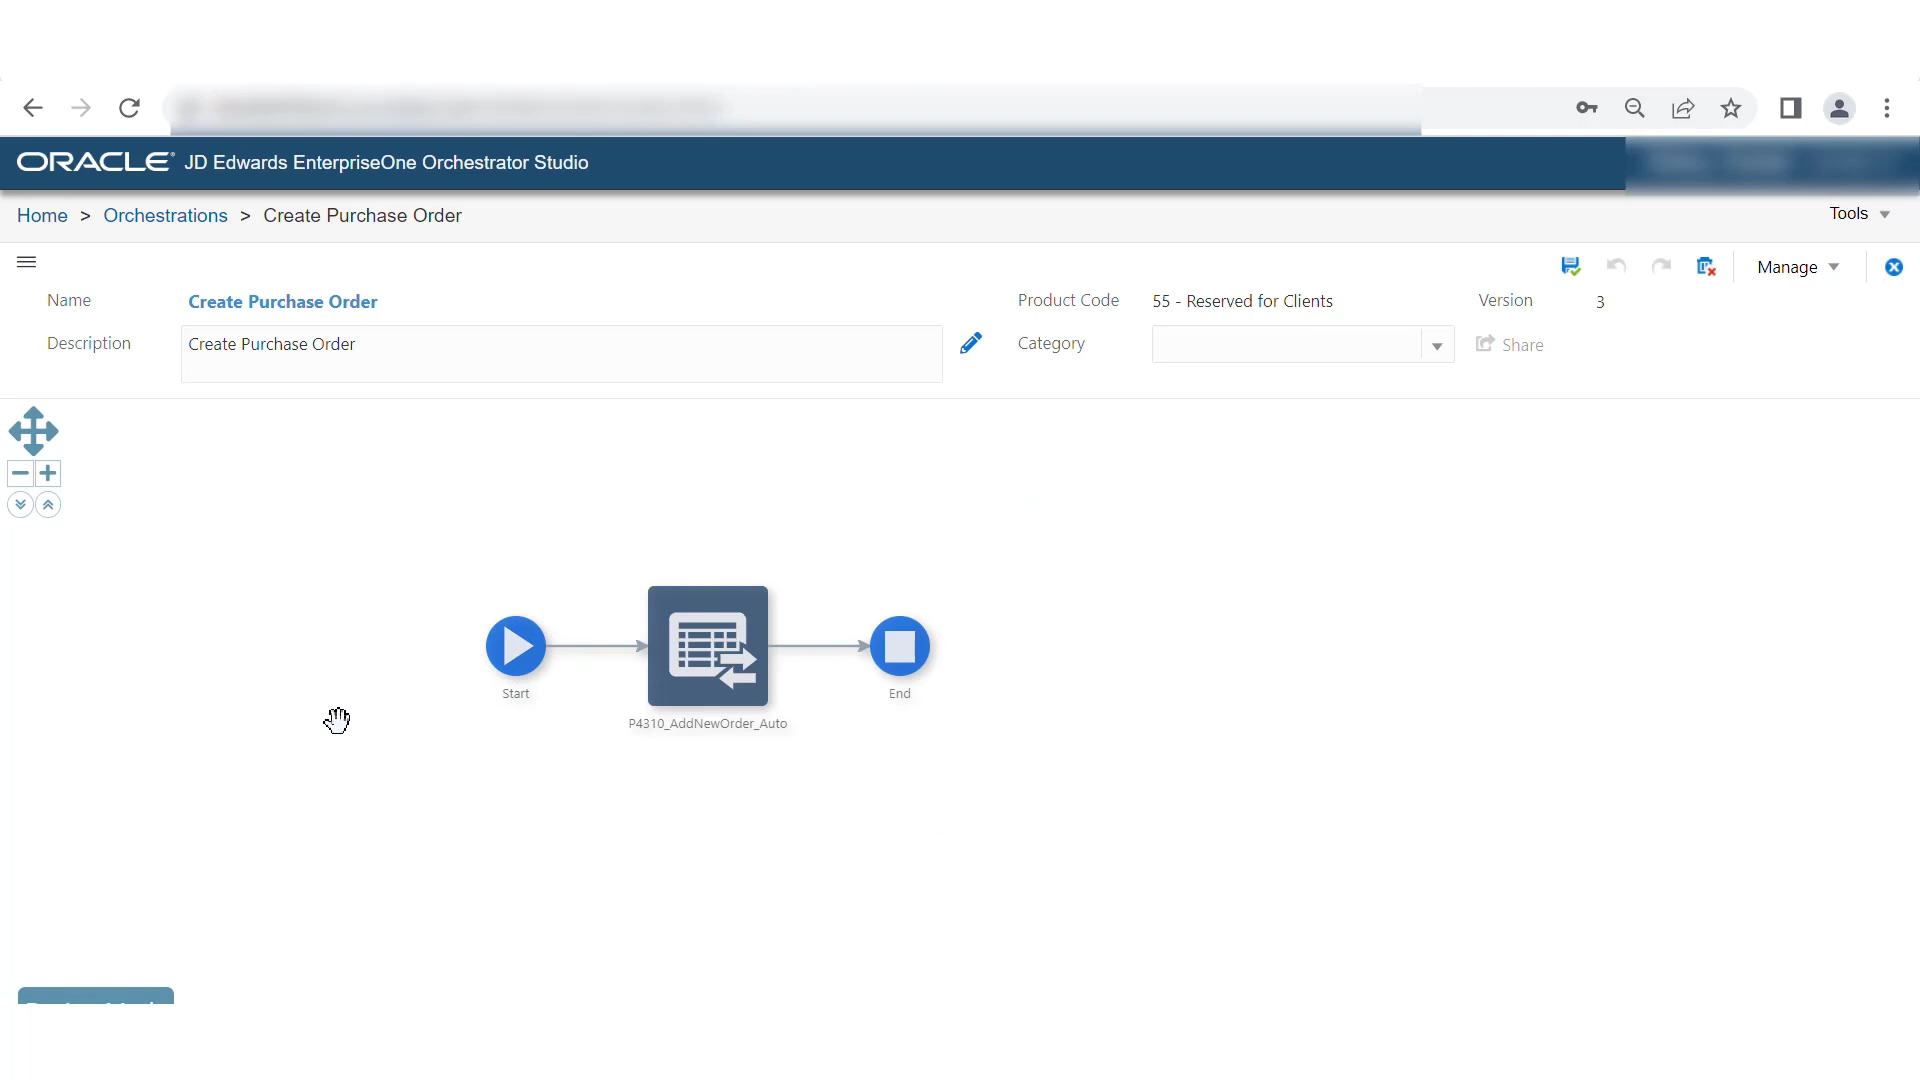 ORACLE JD Edwards EnterpriseOne Orchestrator Studio
Home > Orchestrations > Create Purchase Order
Tools
Manage
Name Create Purchase Order Product Code 55 - Reserved for Clients Version 3
Description Create Purchase Order Category Share
Start End
P4310_AddNewOrder_Auto